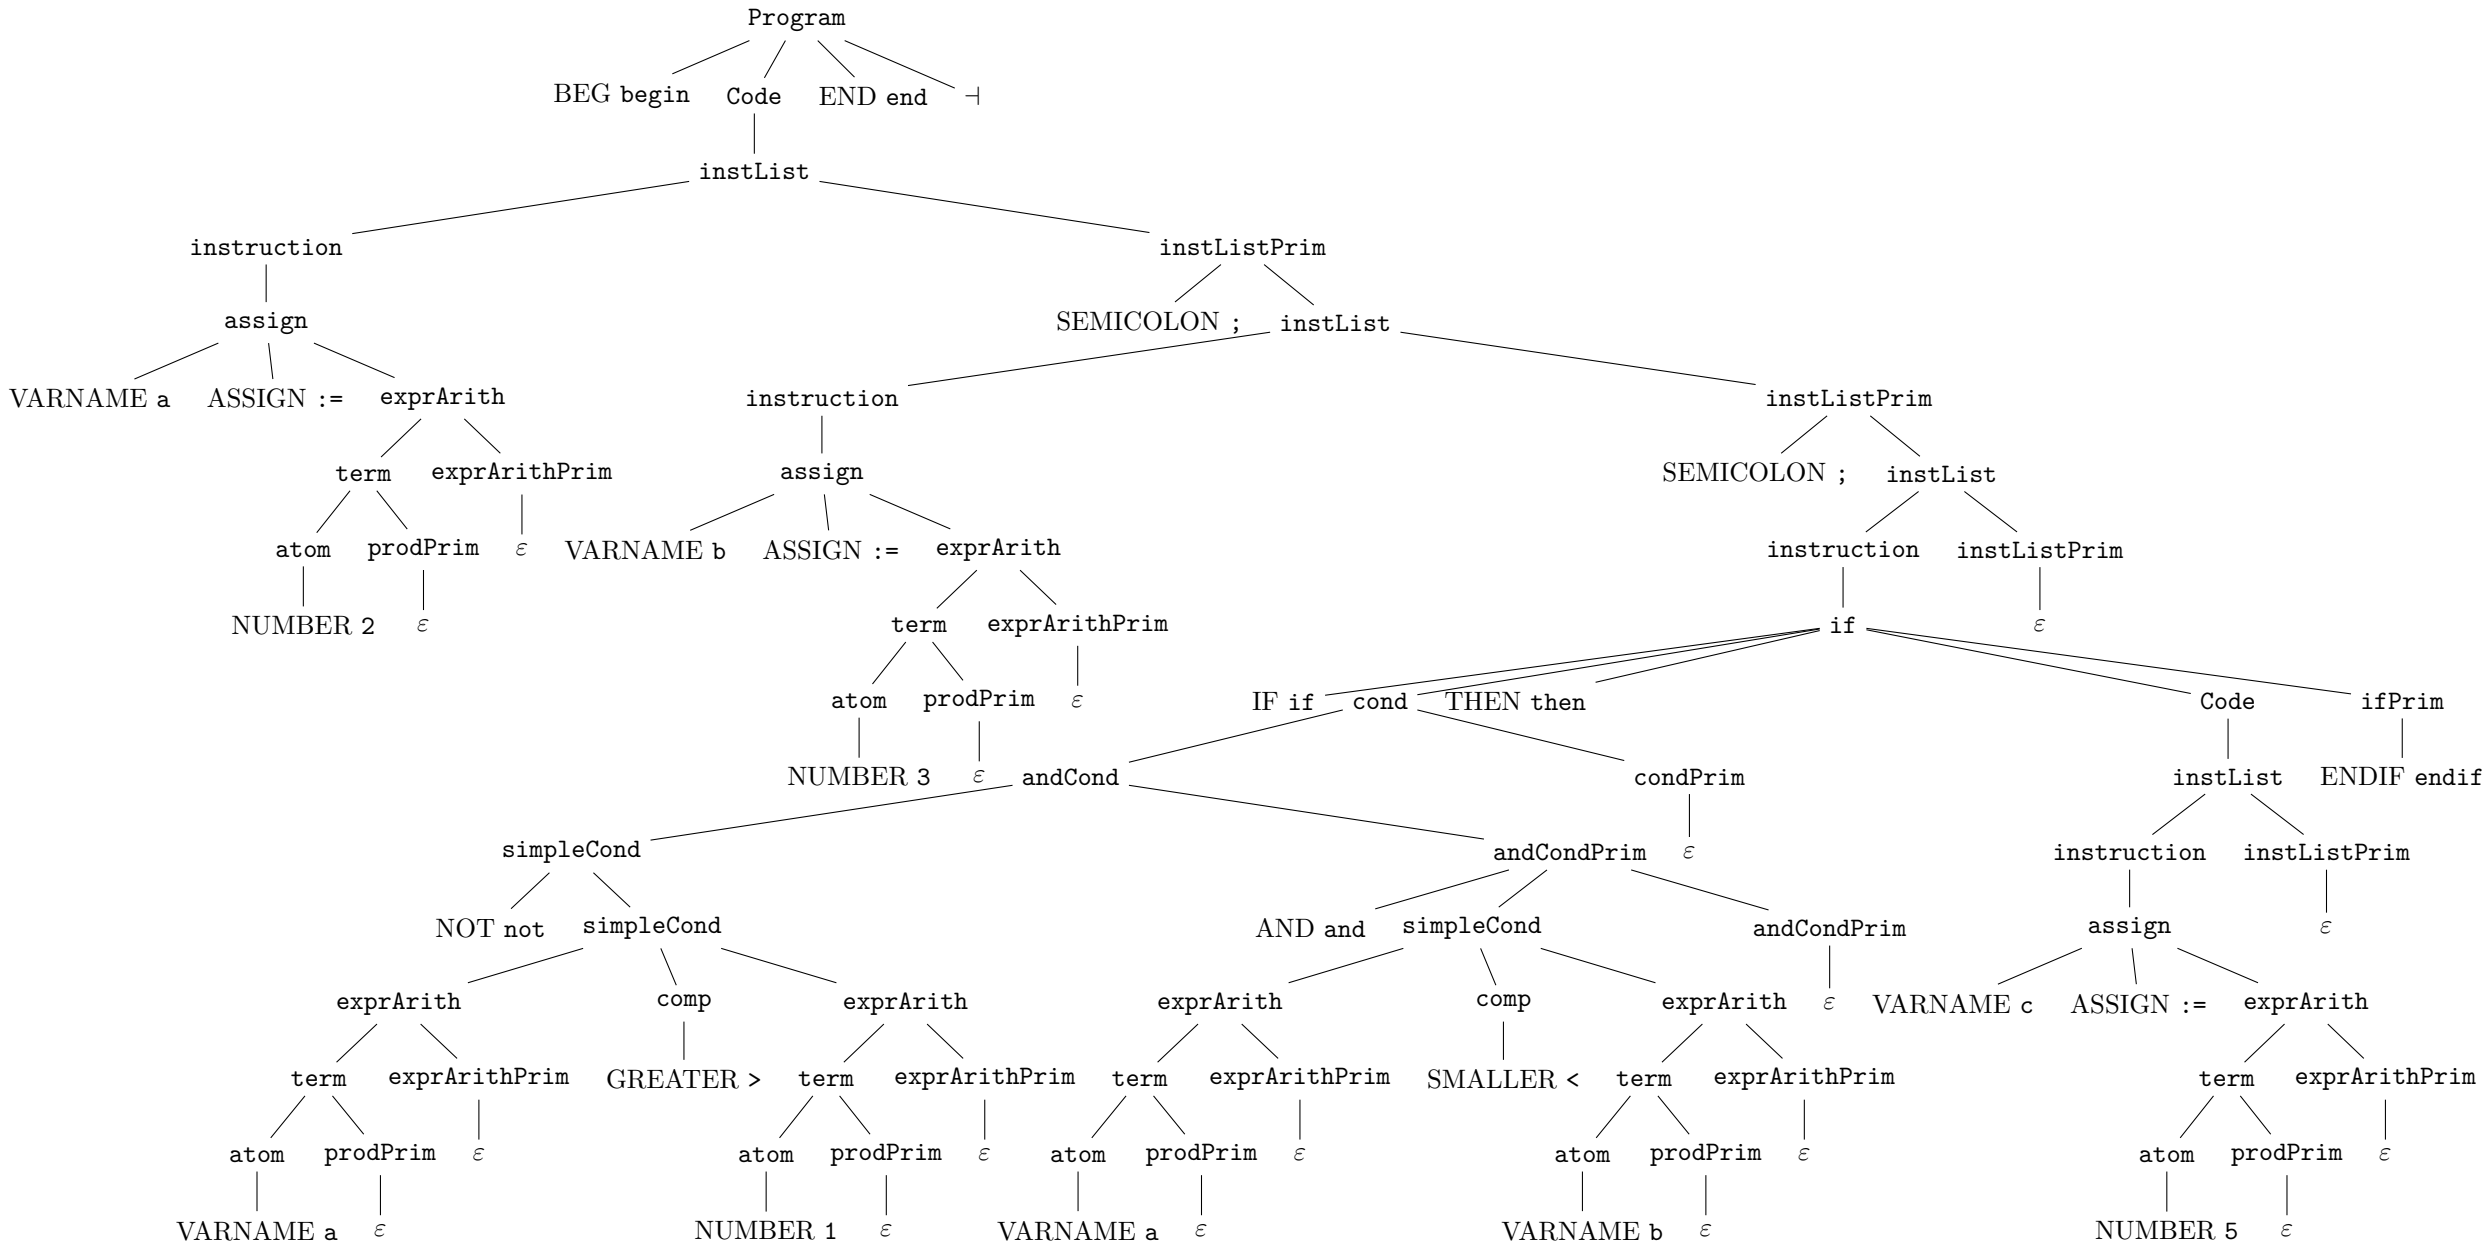 Program
BEG begin Code END end ⊣
instList
instruction instListPrim
assign SEMICOLON ; instList
VARNAME a ASSIGN := exprArith instruction instListPrim
term exprArithPrim assign SEMICOLON ; instList
atom prodPrim ε VARNAME b ASSIGN := exprArith instruction instListPrim
NUMBER 2 ε term exprArithPrim if ε
atom prodPrim ε IF if cond THEN then Code ifPrim
NUMBER 3 ε andCond condPrim instList ENDIF endif
simpleCond andCondPrim ε instruction instListPrim
NOT not simpleCond AND and simpleCond andCondPrim assign ε
exprArith comp exprArith exprArith comp exprArith ε VARNAME c ASSIGN := exprArith
term exprArithPrim GREATER > term exprArithPrim term exprArithPrim SMALLER < term exprArithPrim term exprArithPrim
atom prodPrim ε atom prodPrim ε atom prodPrim ε atom prodPrim ε atom prodPrim ε
VARNAME a ε NUMBER 1 ε VARNAME a ε VARNAME b ε NUMBER 5 ε